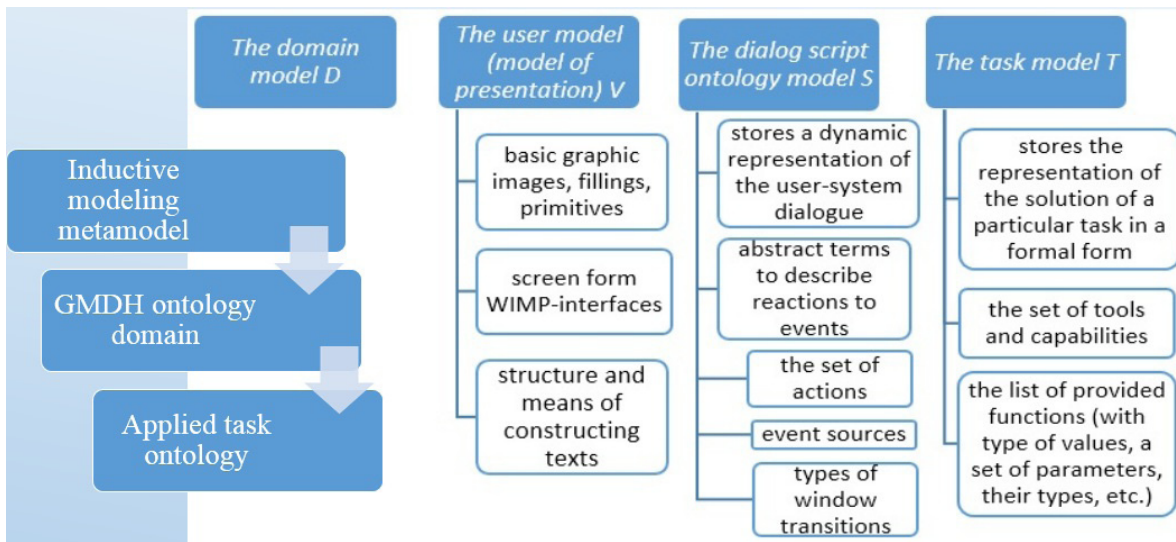 The domain
model D
Inductive
modeling
metamodel
GMDH ontology
domain
Applied task
ontology
The user model
(model of
presentation) V
basic graphic
images, fillings,
primitives
screen form
WIMP-interfaces
structure and
means of
constructing
texts
The dialog script
ontology model S
stores a dynamic
representation of
the user-system
dialogue
abstract terms
to describe
reactions to
events
the set of
actions
event sources
types of
window
transitions
The task model T
stores the
representation of
the solution of a
particular task in a
formal form
the set of tools
and capabilities
the list of provided
functions (with
type of values, a
set of parameters,
their types, etc.)